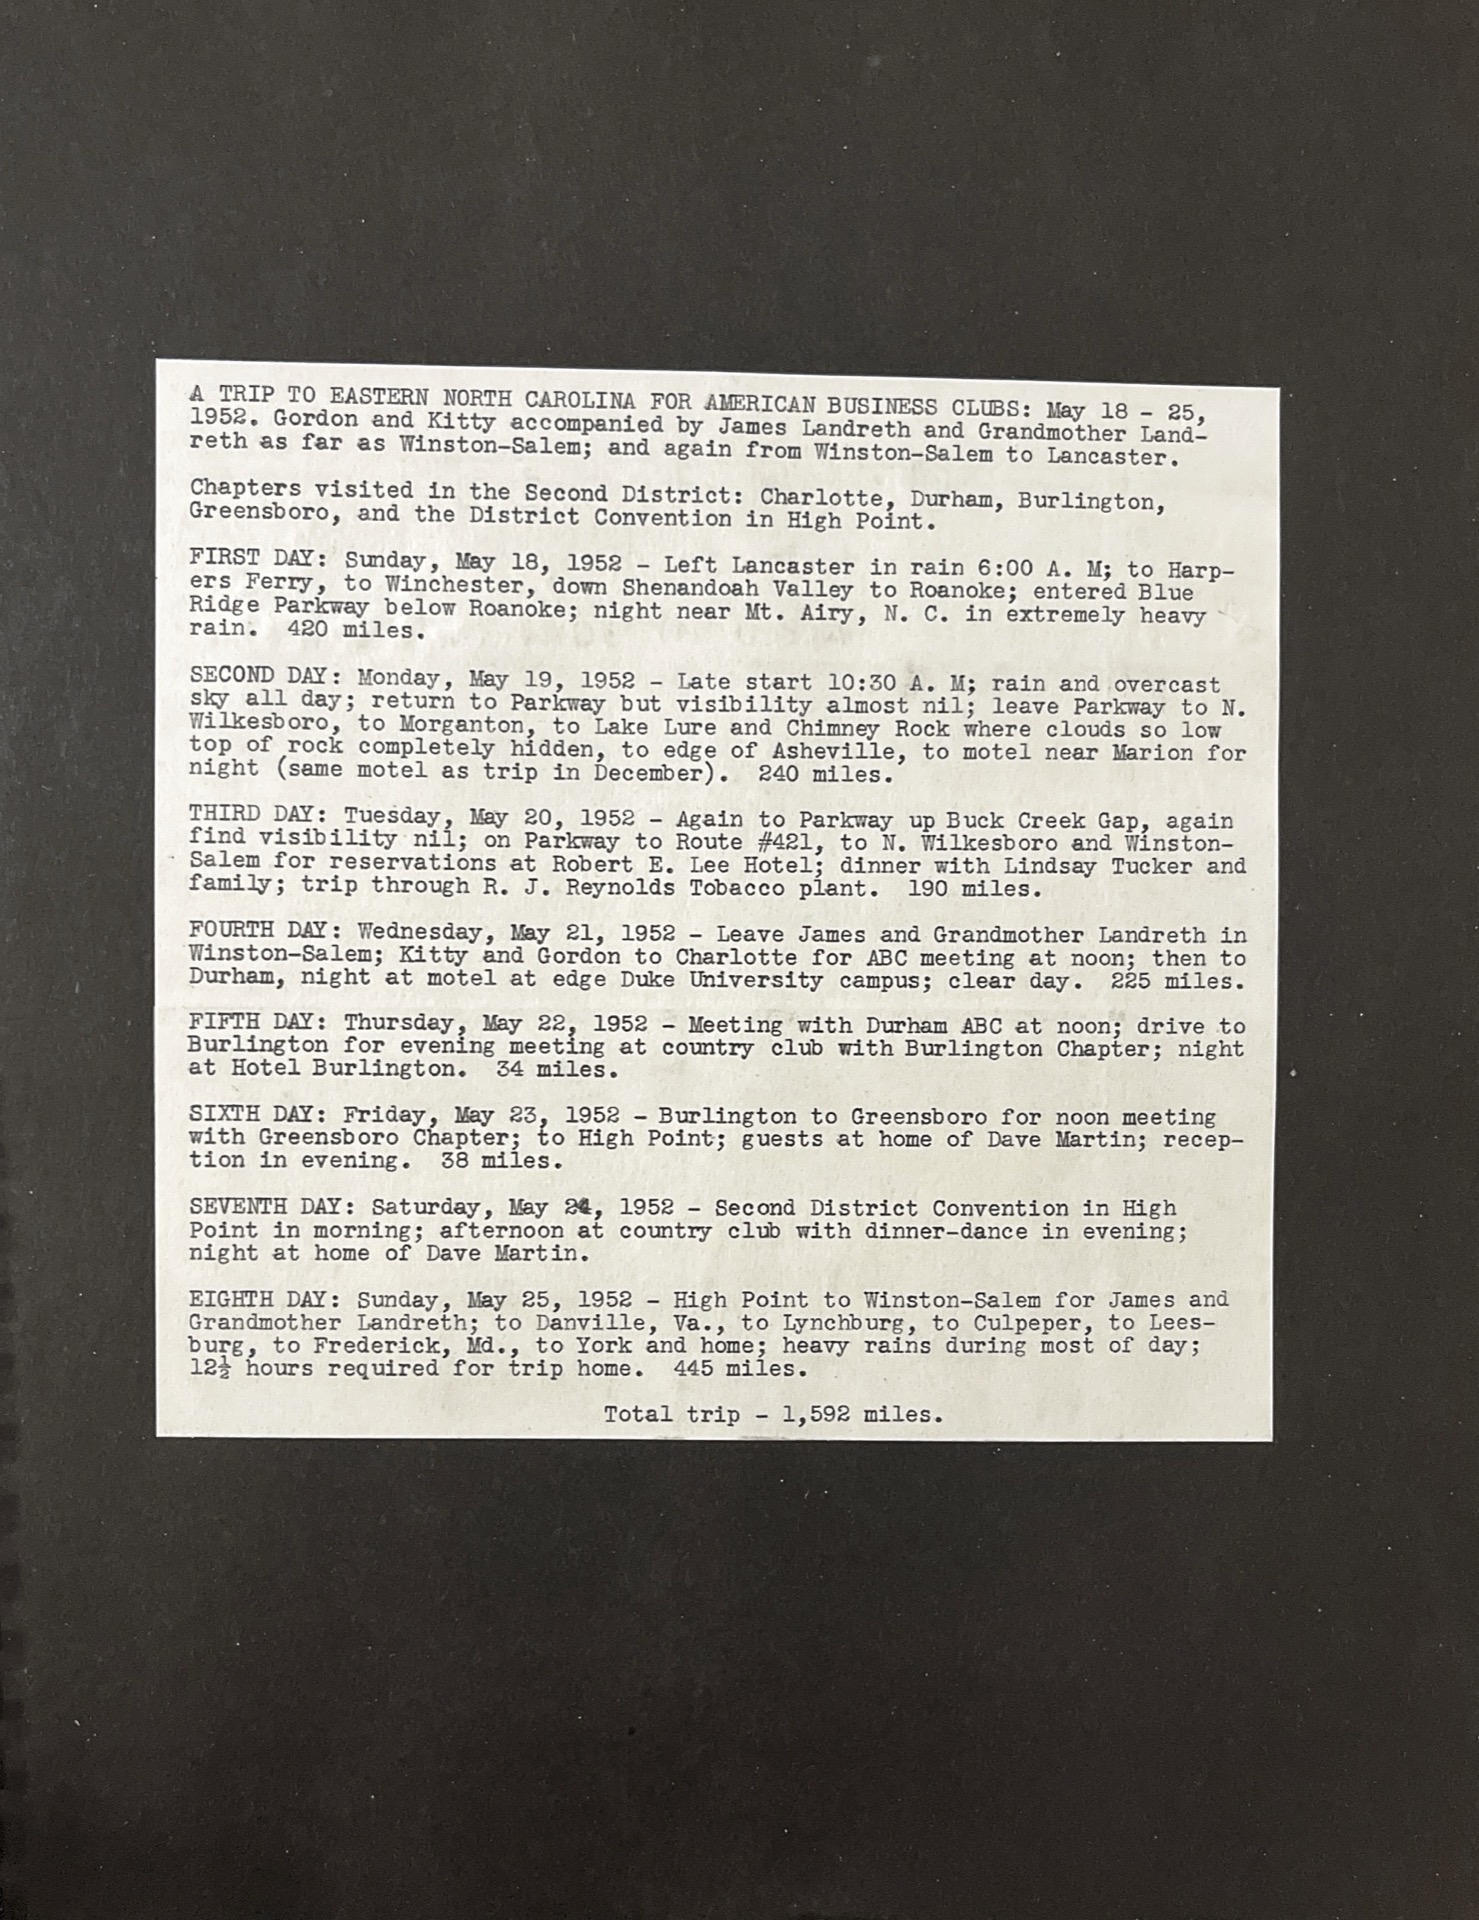 A TRIP TO EASTERN NORTH CAROLINA FOR AMERICAN BUSINESS CLUBS: May 18 - 25,
1952. Gordon and Kitty accompanied by James Landreth and Grandmother Land-
reth as far as Winston-Salem; and again from Winston-Salem to Lancaster.
Chapters visited in the Second District: Charlotte, Durham, Burlington,
Greensboro, and the District Convention in High Point.
FIRST DAY: Sunday, May 18, 1952 - Left Lancaster in rain 6:00 A. M; to Harp-
ers Ferry, to Winchester, down Shenandoah Valley to Roanoke; entered Blue
Ridge Parkway below Roanoke; night near Mt. Airy, N. C. in extremely heavy
rain. 420 miles.
SECOND DAY: Monday, May 19, 1952 - Late start 10:30 A. M; rain and overcast
sky all day; return to Parkway but visibility almost nil; leave Parkway to N.
Wilkesboro, to Morganton, to Lake Lure and Chimney Rock where clouds so low
top of rock completely hidden, to edge of Asheville, to motel near Marion for
night (same motel as trip in December). 240 miles.
THIRD DAY: Tuesday, May 20, 1952 - Again to Parkway up Buck Creek Gap, again
find visibility nil; on Parkway to Route #421, to N. Wilkesboro and Winston-
Salem for reservations at Robert E. Lee Hotel; dinner with Lindsay Tucker and
family; trip through R. J. Reynolds Tobacco plant. 190 miles.
FOURTH DAY: Wednesday, May 21, 1952 - Leave James and Grandmother Landreth in
Winston-Salem; Kitty and Gordon to Charlotte for ABC meeting at noon; then to
Durham, night at motel at edge Duke University campus; clear day. 225 miles.
FIFTH DAY: Thursday, May 22, 1952 - Meeting with Durham ABC at noon; drive to
Burlington for evening meeting at country club with Burlington Chapter; night
at Hotel Burlington. 34 miles.
SIXTH DAY: Friday, May 23, 1952 - Burlington to Greensboro for noon meeting
with Greensboro Chapter; to High Point; guests at home of Dave Martin; recep-
tion in evening. 38 miles.
SEVENTH DAY: Saturday, May 24, 1952 - Second District Convention in High
Point in morning; afternoon at country club with dinner-dance in evening;
night at home of Dave Martin.
EIGHTH DAY: Sunday, May 25, 1952 - High Point to Winston-Salem for James and
Grandmother Landreth; to Danville, Va., to Lynchburg, to Culpeper, to Lees-
burg, to Frederick, Md., to York and home; heavy rains during most of day;
12½ hours required for trip home. 445 miles.
Total trip - 1,592 miles.